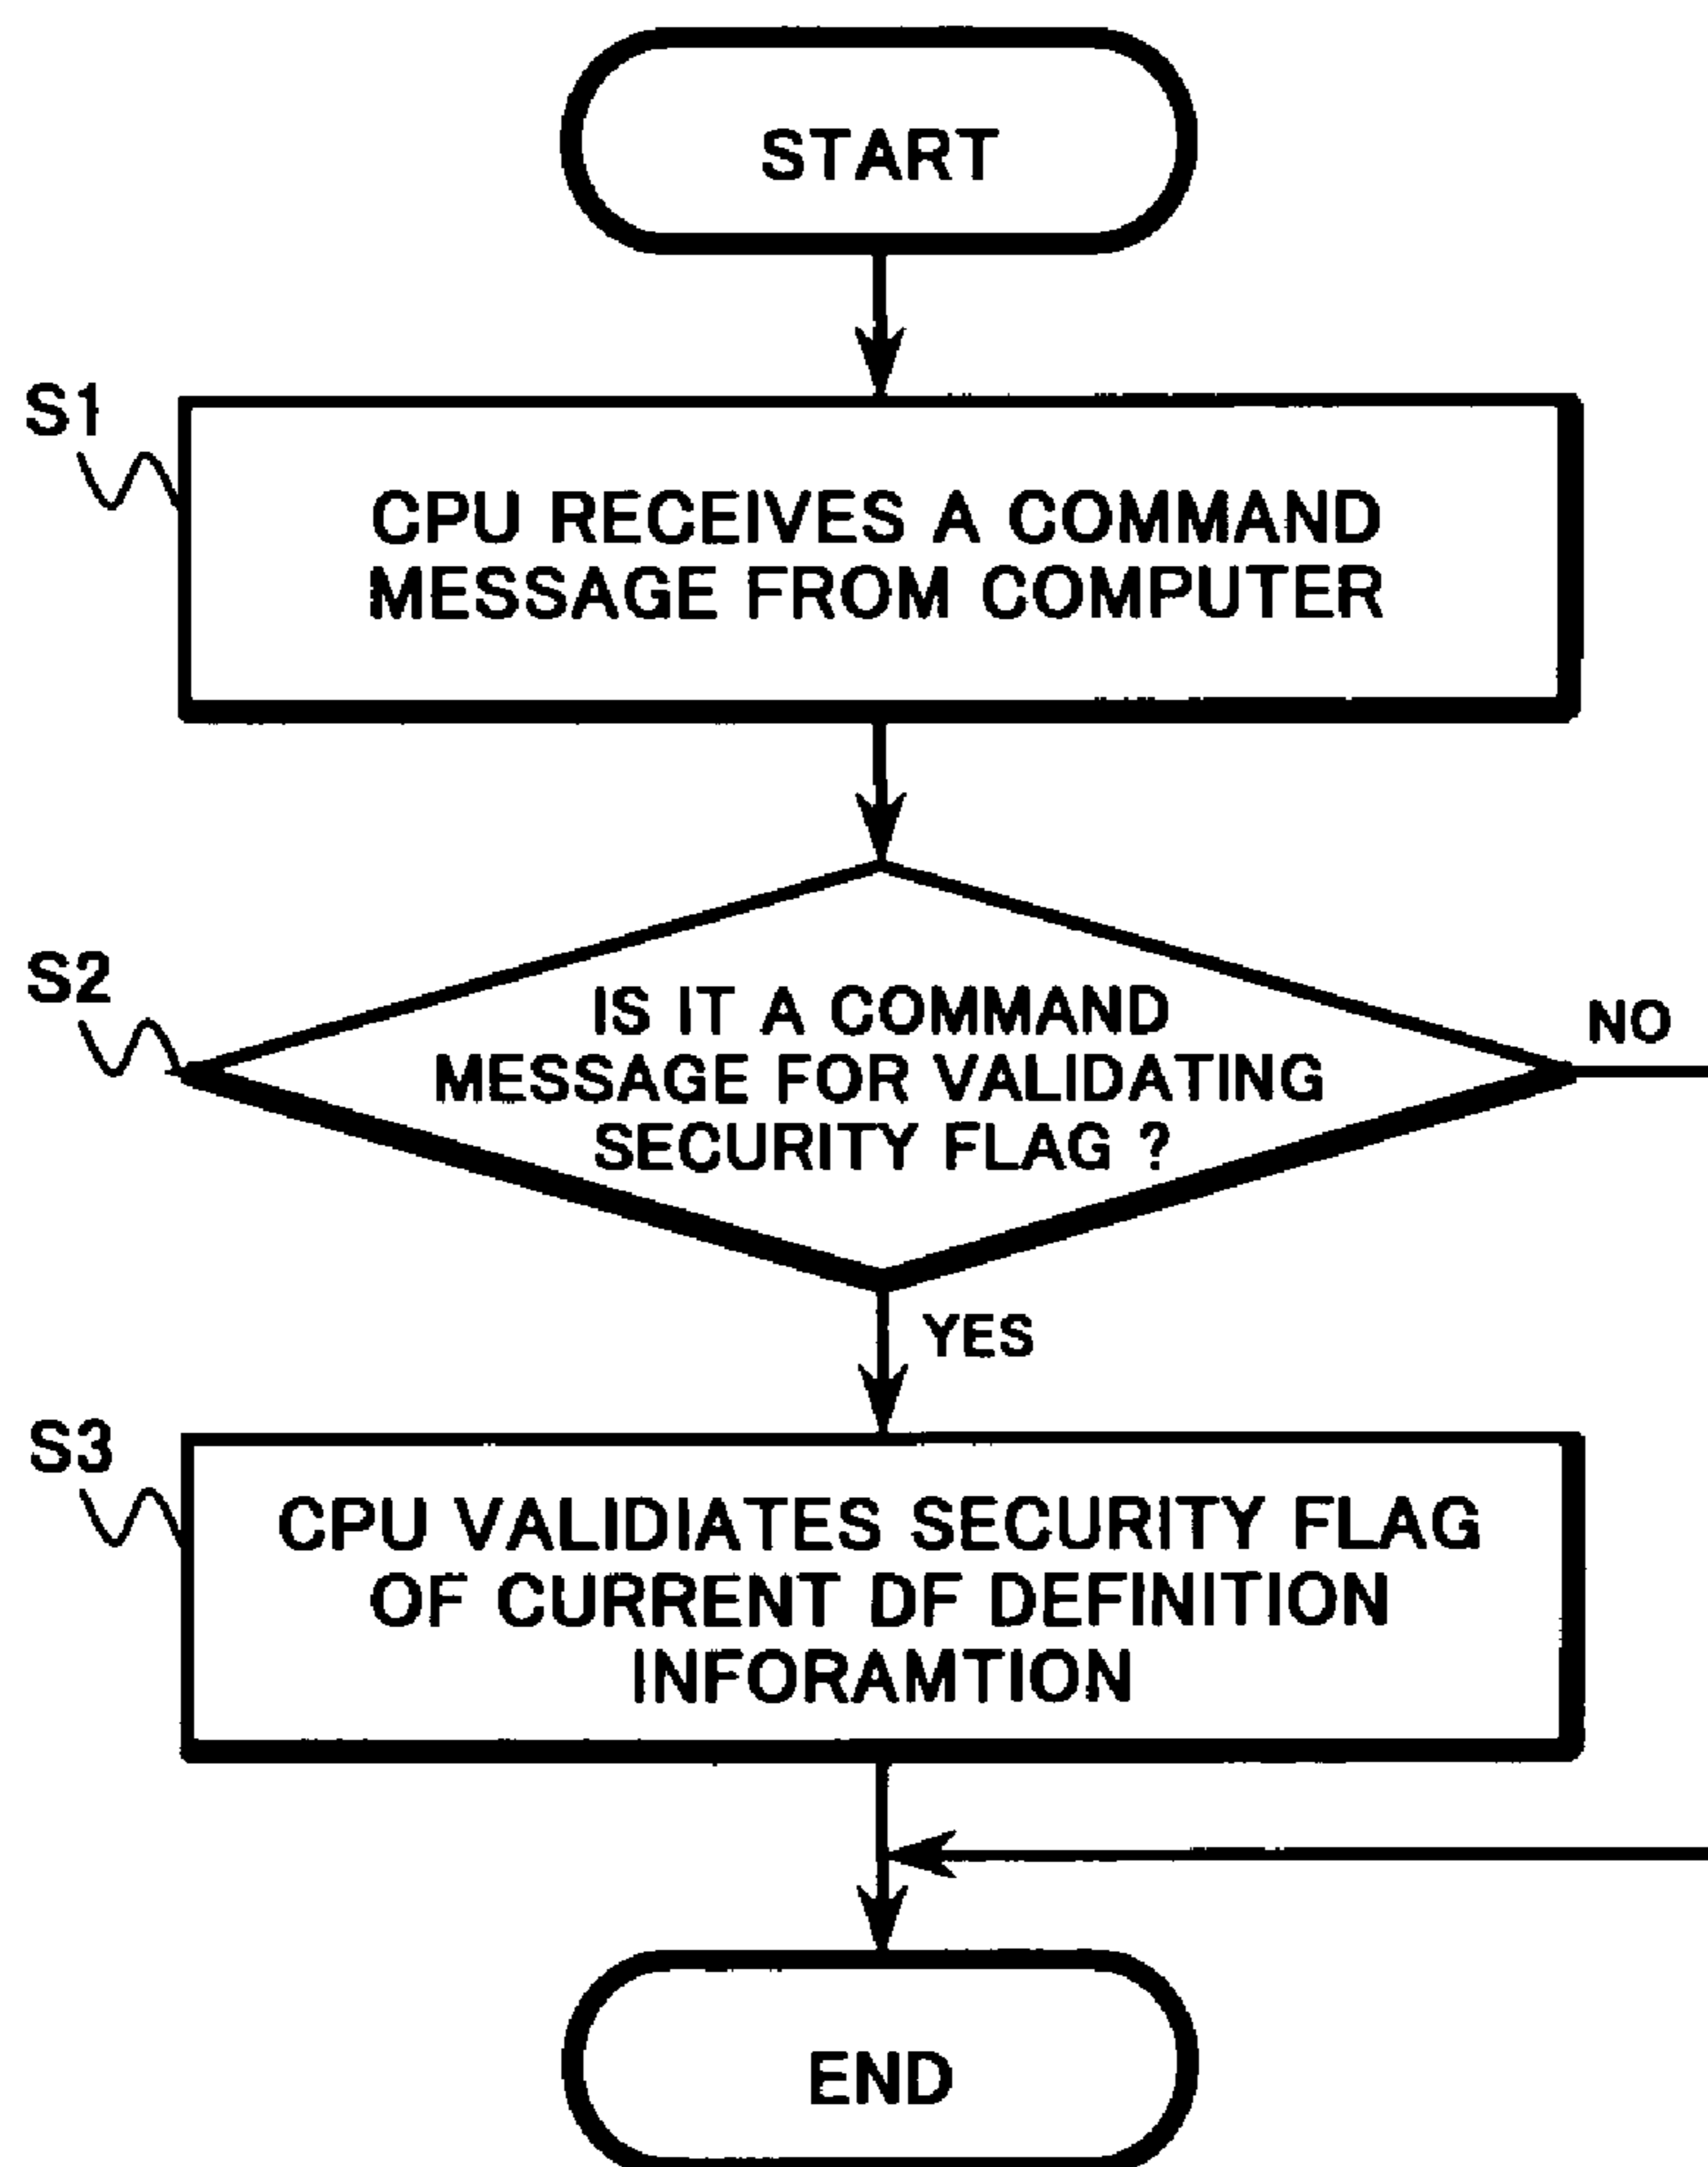 START
S1
CPU RECEIVES A COMMAND
MESSAGE FROM COMPUTER
S2
IS IT A COMMAND
MESSAGE FOR VALIDATING
SECURITY FLAG ?
NO
YES
S3
CPU VALIDIATES SECURITY FLAG
OF CURRENT DF DEFINITION
INFORAMTION
END